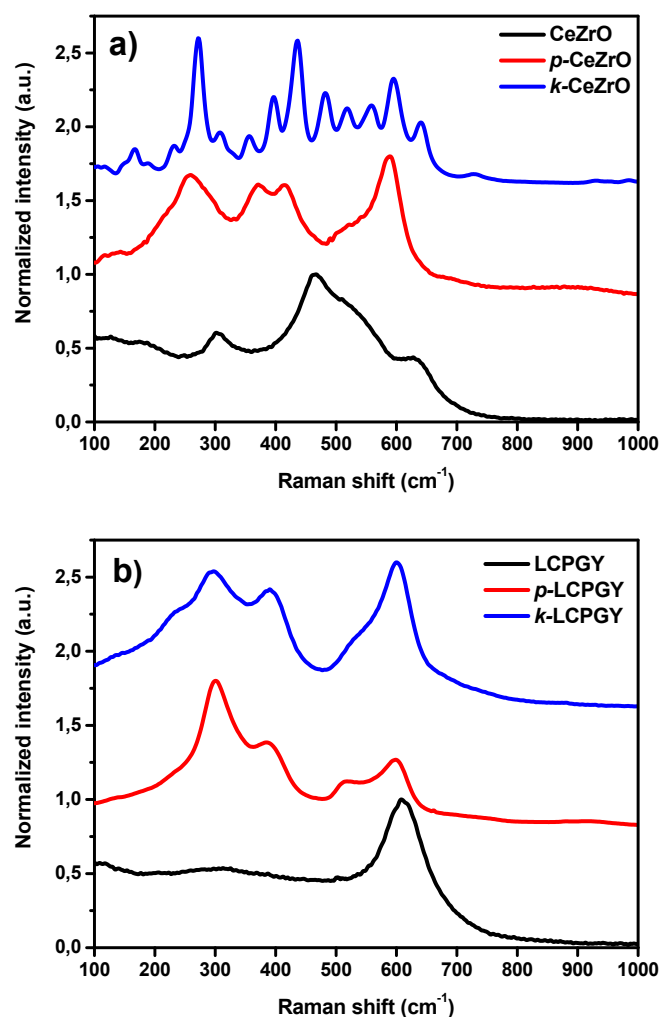 a)
CeZrO
p-CeZrO
k-CeZrO
Normalized intensity (a.u.)
2,5
2,0
1,5
1,0
0,5
0,0
100 200 300 400 500 600 700 800 900 1000
Raman shift (cm⁻¹)
b)
LCPGY
p-LCPGY
k-LCPGY
Normalized intensity (a.u.)
2,5
2,0
1,5
1,0
0,5
0,0
100 200 300 400 500 600 700 800 900 1000
Raman shift (cm⁻¹)